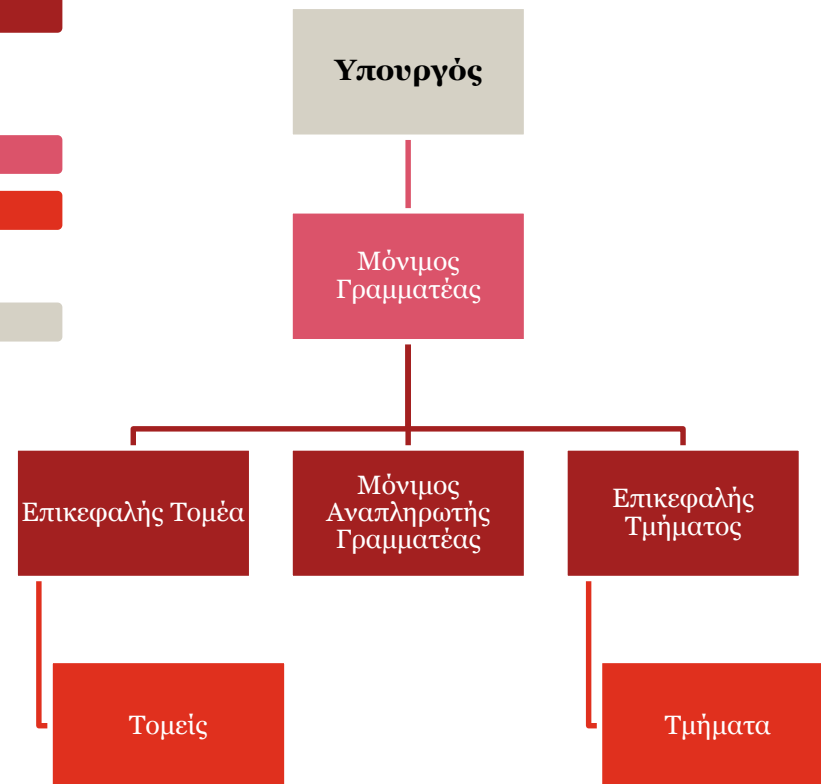 Υπουργός
Μόνιμος
Γραμματέας
Επικεφαλής Τομέα
Μόνιμος
Αναπληρωτής
Γραμματέας
Επικεφαλής
Τμήματος
Τομείς
Τμήματα